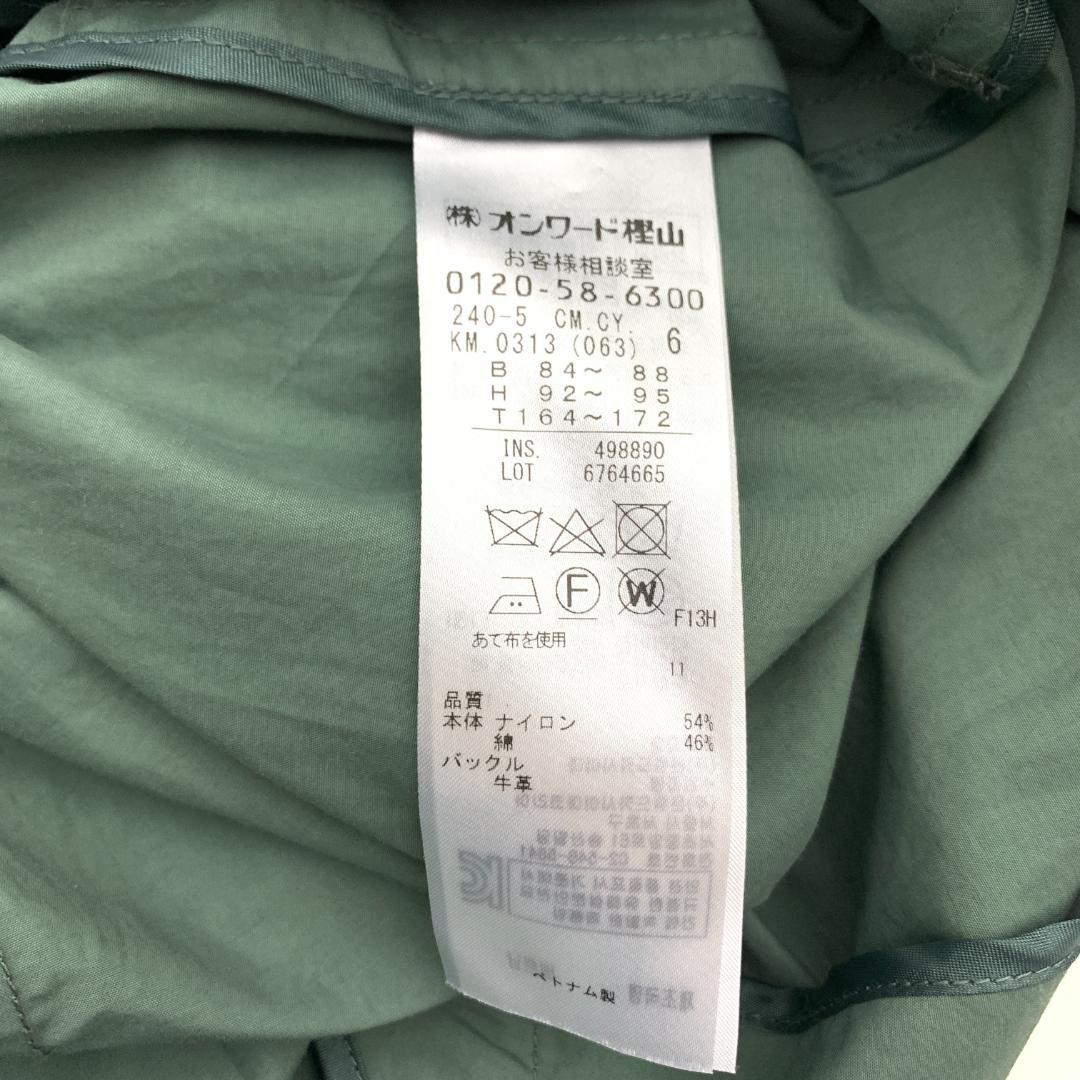 ㈱オンワード樫山
お客様相談室
0120-58-6300
240-5 CM.CY. 6
KM.0313 (063)
B 84～ 88
H 92～ 95
T164～172
INS. 498890
LOT 6764665
F W F13H
あて布を使用
11
品質
本体 ナイロン 54%
綿 46%
バックル
牛革
ベトナム製